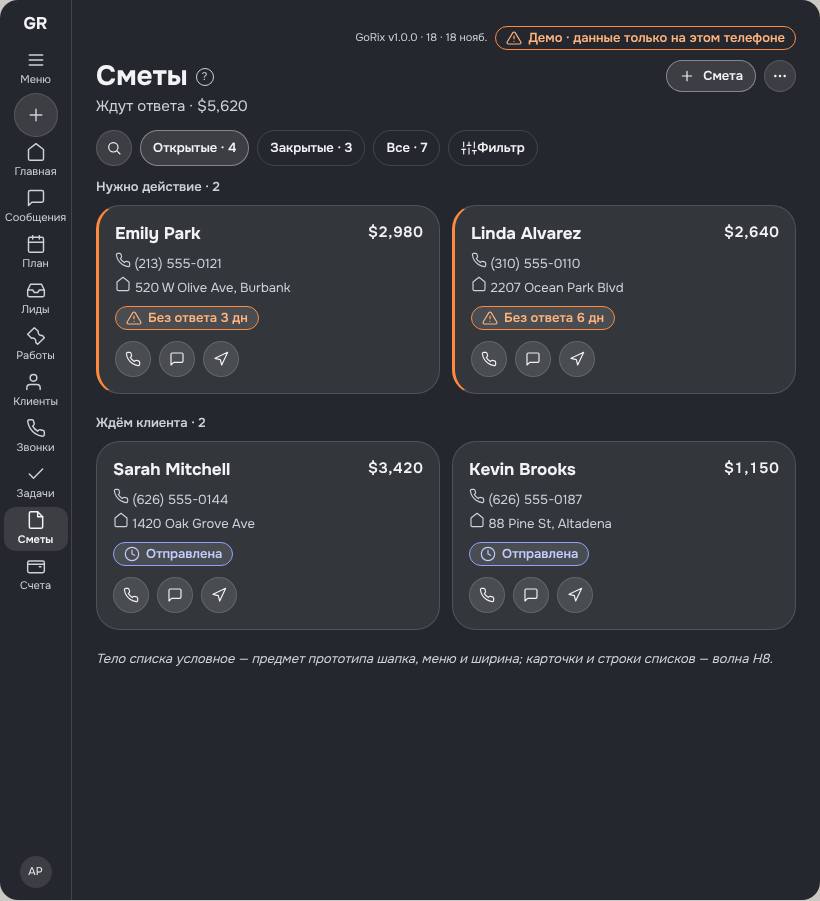 GR
GoRix v1.0.0 · 18 · 18 нояб.
Демо · данные только на этом телефоне
Меню
Главная
Сообщения
План
Лиды
Работы
Клиенты
Звонки
Задачи
Сметы
Счета
AP
Сметы ?
+ Смета
Ждут ответа · $5,620
Открытые · 4
Закрытые · 3
Все · 7
Фильтр
Нужно действие · 2
Emily Park
$2,980
(213) 555-0121
520 W Olive Ave, Burbank
Без ответа 3 дн
Linda Alvarez
$2,640
(310) 555-0110
2207 Ocean Park Blvd
Без ответа 6 дн
Ждём клиента · 2
Sarah Mitchell
$3,420
(626) 555-0144
1420 Oak Grove Ave
Отправлена
Kevin Brooks
$1,150
(626) 555-0187
88 Pine St, Altadena
Отправлена
Тело списка условное — предмет прототипа шапка, меню и ширина; карточки и строки списков — волна H8.